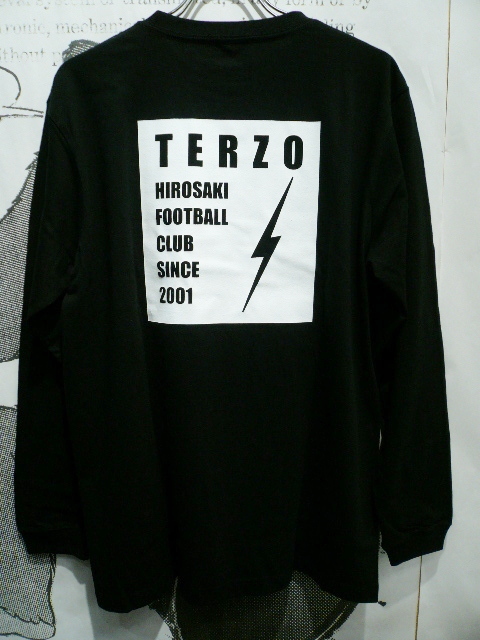 TERZO
HIROSAKI
FOOTBALL
CLUB
SINCE
2001